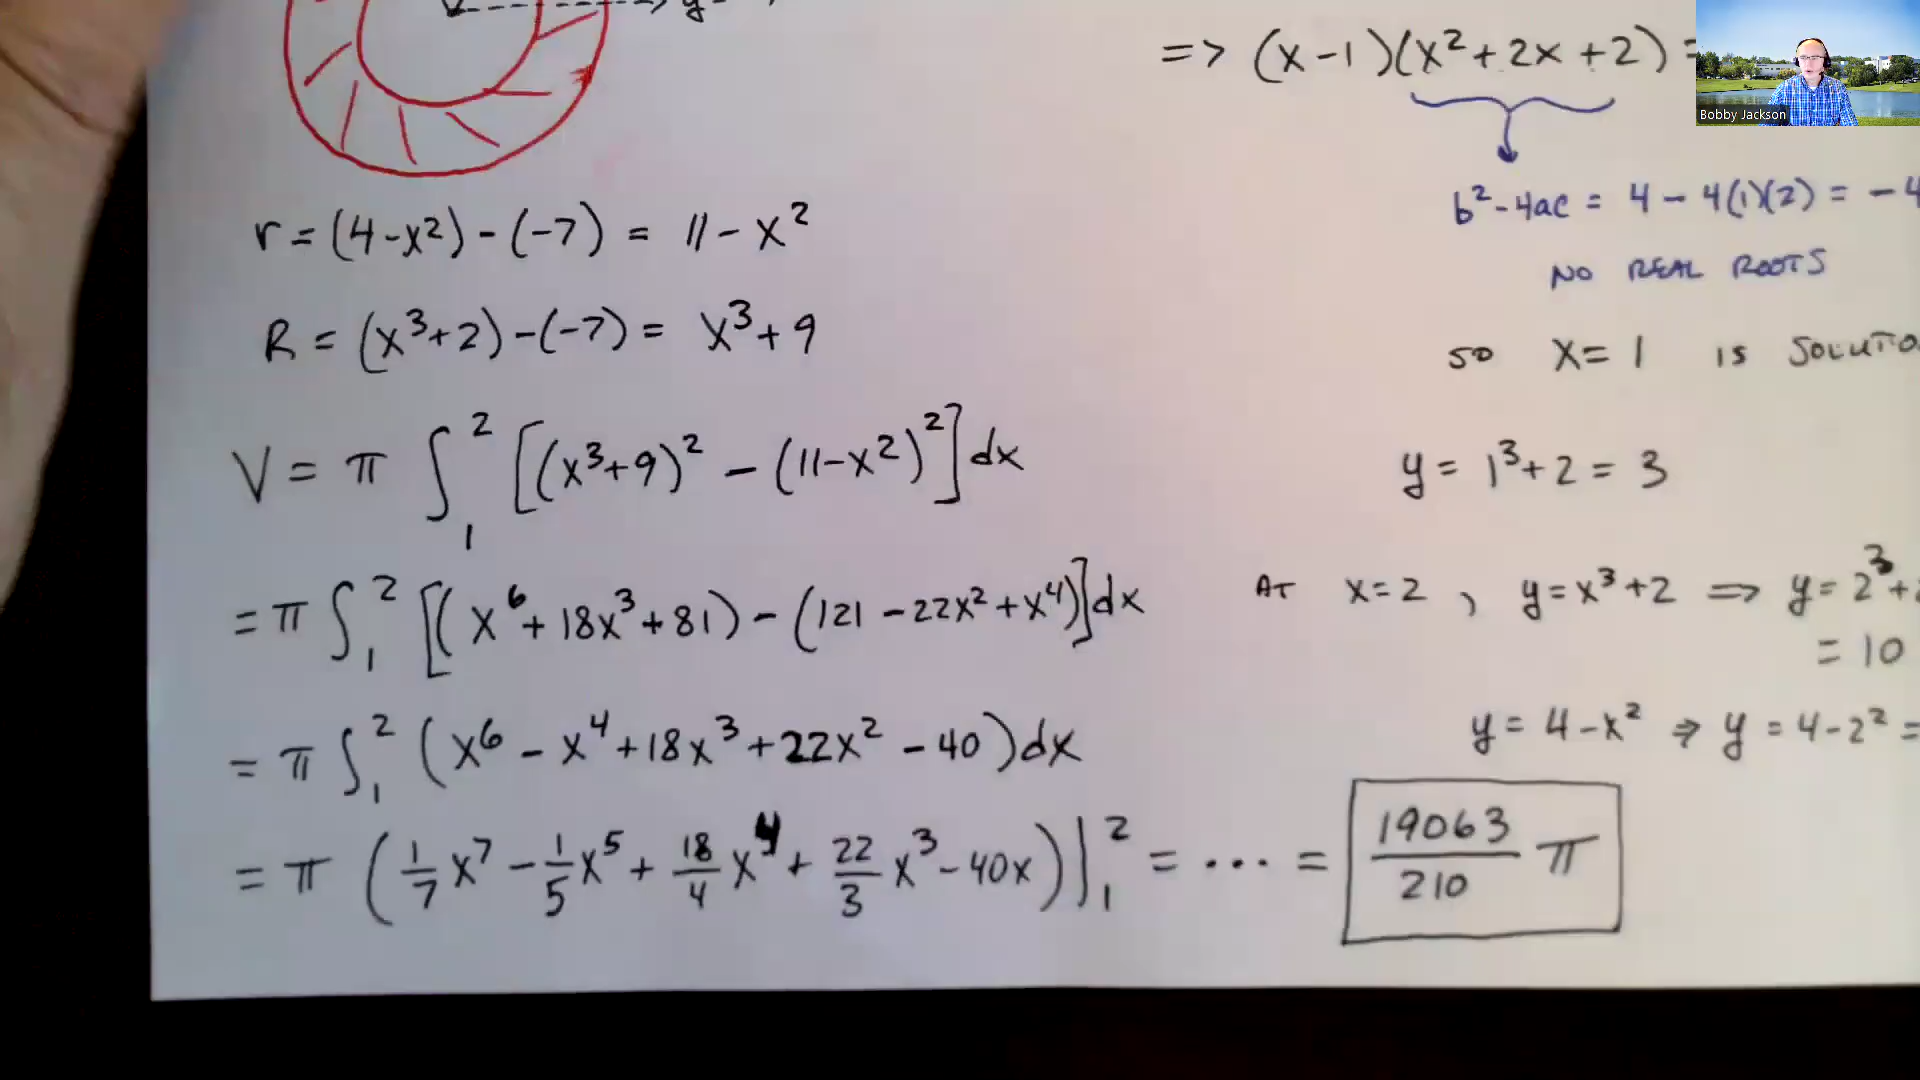 => (x-1)(x²+2x+2) =
Bobby Jackson
b²-4ac = 4 - 4(1)(2) = -4
NO REAL ROOTS
r = (4-x²) - (-7) = 11 - x²
R = (x³+2) - (-7) = x³+9
SO x = 1 IS
V = π ∫₁² [(x³+9)² - (11-x²)²] dx
y = 1³+2 = 3
= π ∫₁² [(x⁶+18x³+81) - (121-22x²+x⁴)] dx
AT x=2, y=x³+2 => y=2³+2
= 10
= π ∫₁² (x⁶ - x⁴ + 18x³ + 22x² - 40) dx
y = 4-x² => y = 4-2² =
= π (1/7 x⁷ - 1/5 x⁵ + 18/4 x⁴ + 22/3 x³ - 40x) |₁² = ... = 19063/210 π